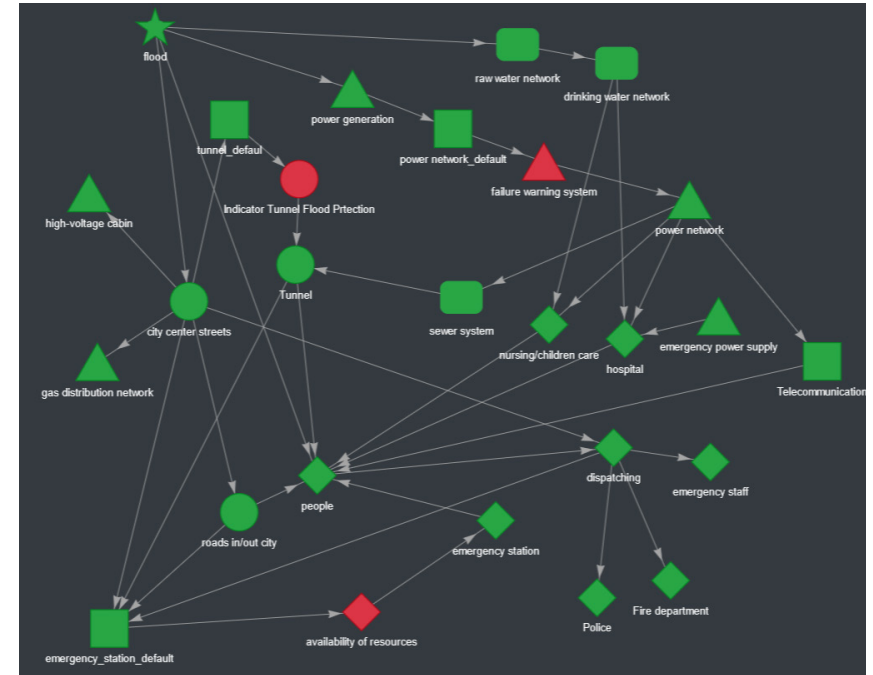 flood
raw water network
drinking water network
power generation
tunnel_defaul
power network_default
failure warning system
Indicator Tunnel Flood Prtection
high-voltage cabin
power network
Tunnel
city center streets
sewer system
nursing/children care
emergency power supply
hospital
gas distribution network
Telecommunication
people
dispatching
emergency staff
roads in/out city
emergency station
Fire department
Police
availability of resources
emergency_station_default